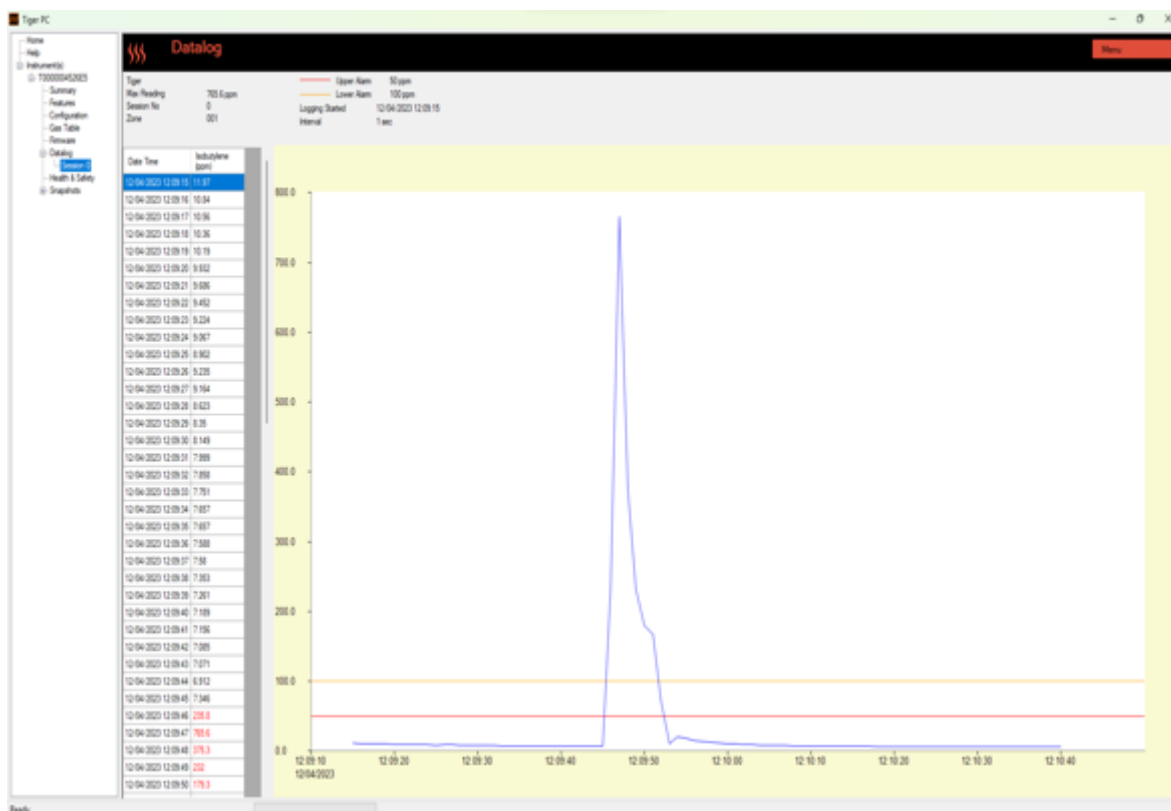 Tiger PC
Home
Help
Instrument(s)
Summary
Features
Configuration
Gas Table
Firmware
Datalog
Session 0
Health & Safety
Snapshots
Datalog
Menu
Tiger
Max Reading 765.6 ppm
Session No 0
Zone 001
Upper Alarm 50 ppm
Lower Alarm 100 ppm
Logging Started 12/04/2023 12:09:15
Interval 1 sec
Date Time Isobutylene (ppm)
12/04/2023 12:09:15 11.97
12/04/2023 12:09:16 10.84
12/04/2023 12:09:17 10.56
12/04/2023 12:09:18 10.36
12/04/2023 12:09:19 10.19
12/04/2023 12:09:20 9.932
12/04/2023 12:09:21 9.686
12/04/2023 12:09:22 9.452
12/04/2023 12:09:23 9.224
12/04/2023 12:09:24 9.067
12/04/2023 12:09:25 8.902
12/04/2023 12:09:26 9.235
12/04/2023 12:09:27 9.164
12/04/2023 12:09:28 8.623
12/04/2023 12:09:29 8.35
12/04/2023 12:09:30 8.149
12/04/2023 12:09:31 7.999
12/04/2023 12:09:32 7.898
12/04/2023 12:09:33 7.751
12/04/2023 12:09:34 7.657
12/04/2023 12:09:35 7.657
12/04/2023 12:09:36 7.588
12/04/2023 12:09:37 7.58
12/04/2023 12:09:38 7.353
12/04/2023 12:09:39 7.261
12/04/2023 12:09:40 7.189
12/04/2023 12:09:41 7.156
12/04/2023 12:09:42 7.085
12/04/2023 12:09:43 7.071
12/04/2023 12:09:44 6.912
12/04/2023 12:09:45 7.346
12/04/2023 12:09:46 235.8
12/04/2023 12:09:47 765.6
12/04/2023 12:09:48 375.3
12/04/2023 12:09:49 232
12/04/2023 12:09:50 179.3
800.0
700.0
600.0
500.0
400.0
300.0
200.0
100.0
0.0
12:09:10 12:09:20 12:09:30 12:09:40 12:09:50 12:10:00 12:10:10 12:10:20 12:10:30 12:10:40
12/04/2023
Ready